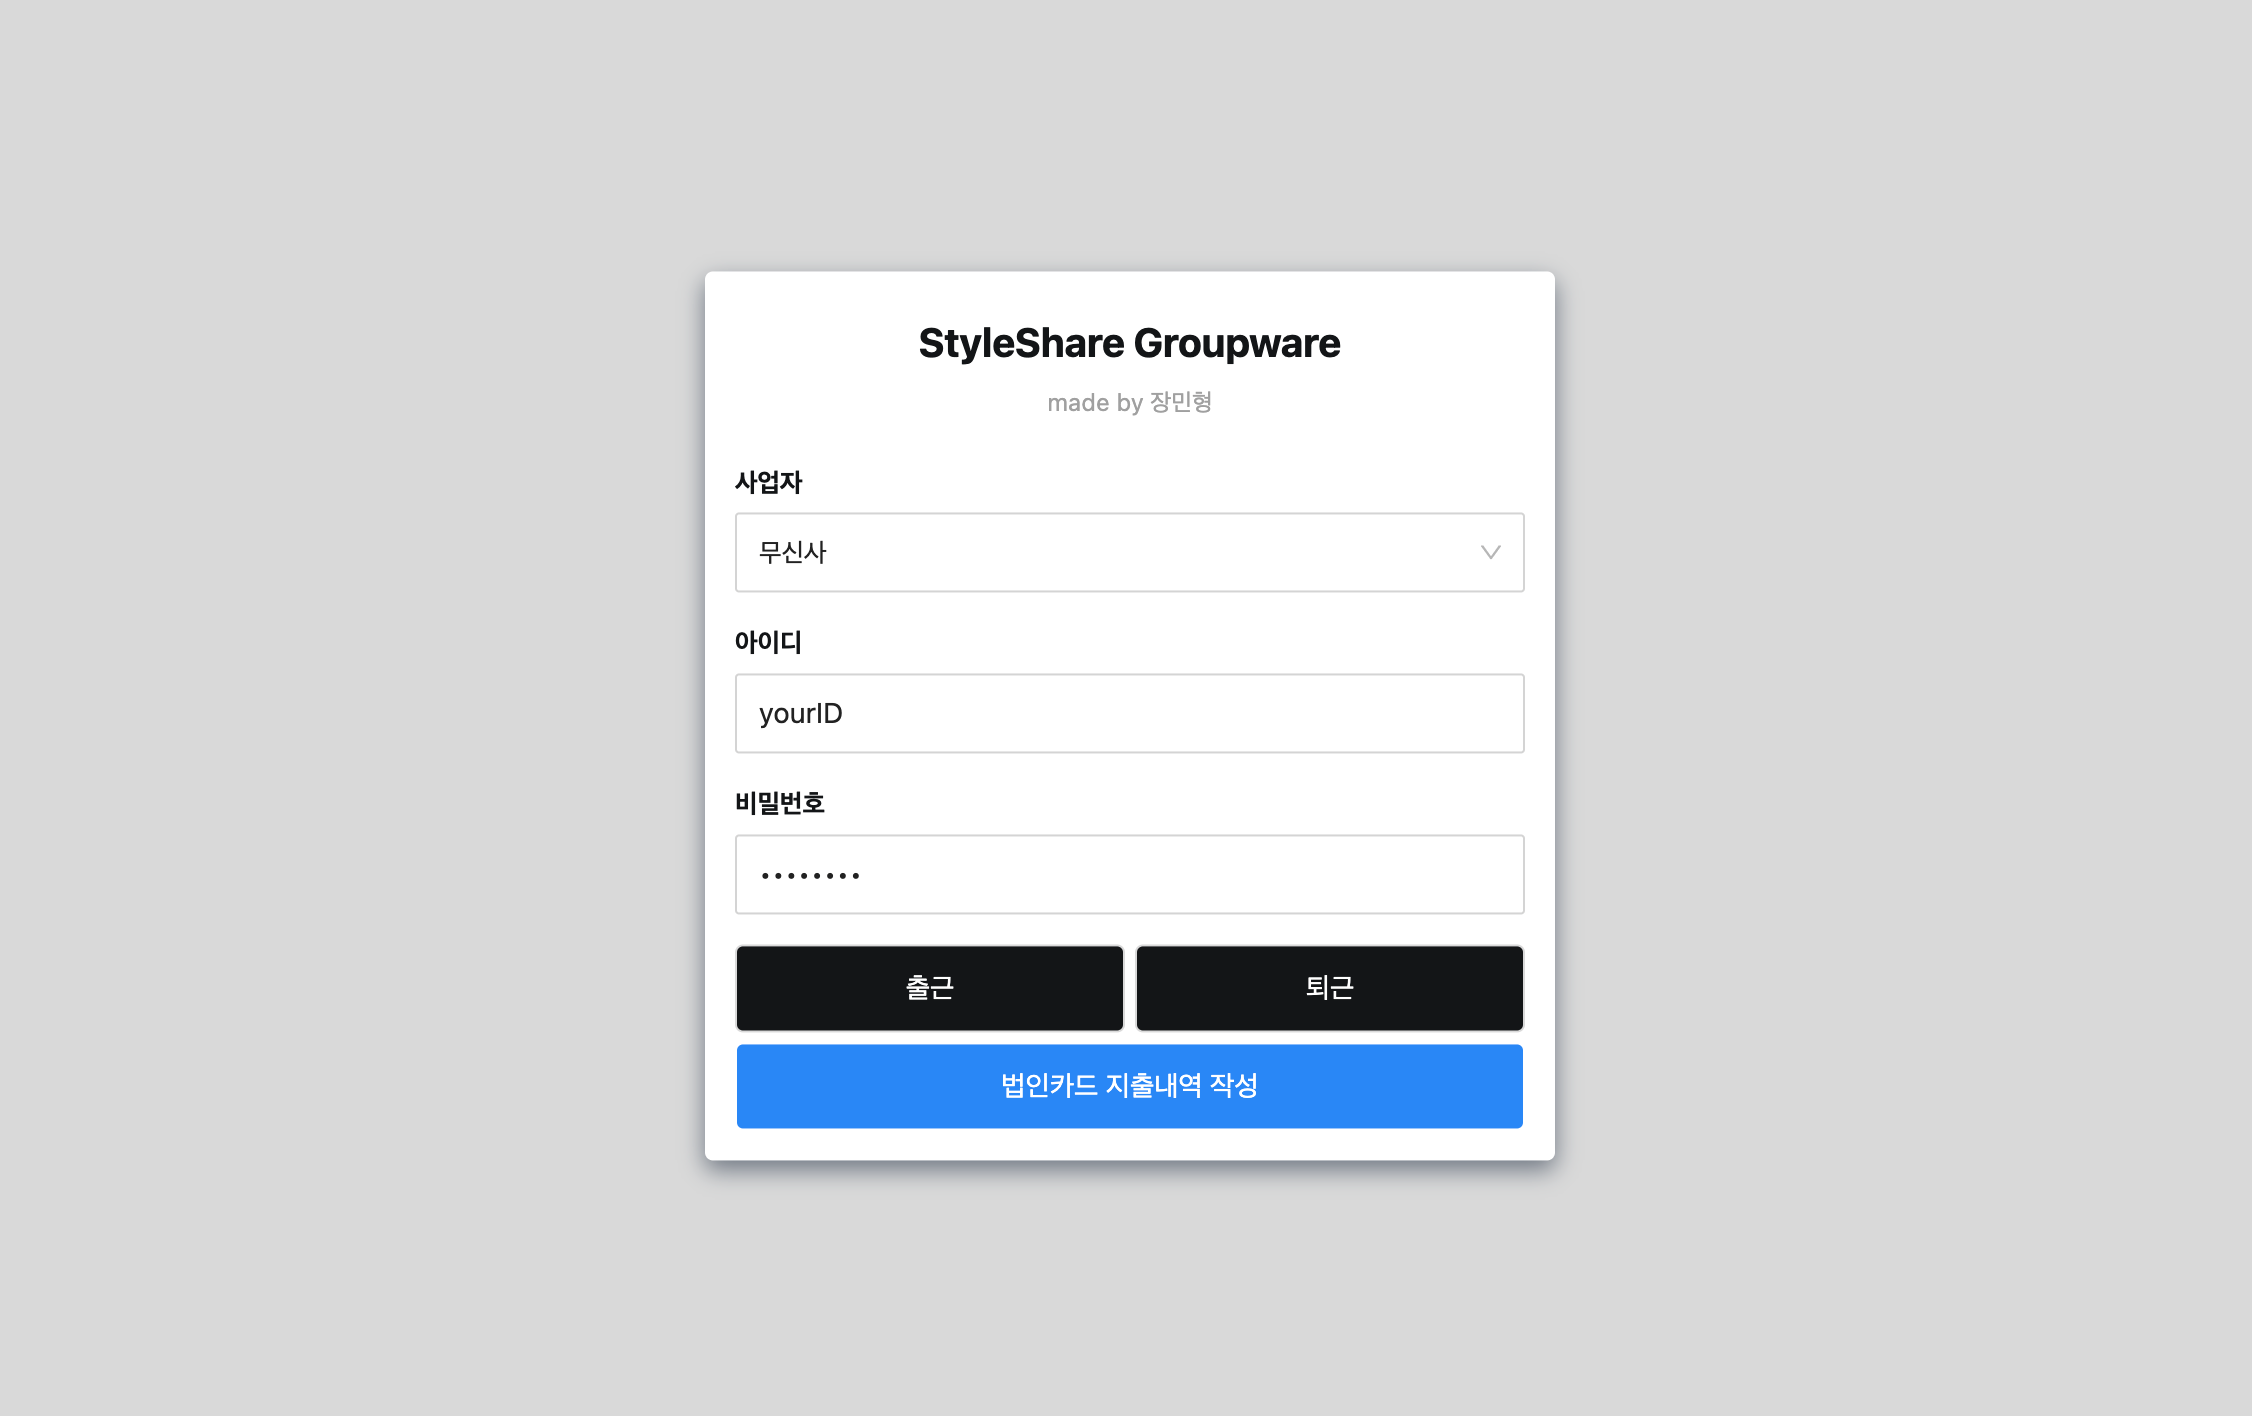 StyleShare Groupware
made by 장민형
사업자
무신사
아이디
yourID
비밀번호
••••••••
출근 퇴근
법인카드 지출내역 작성